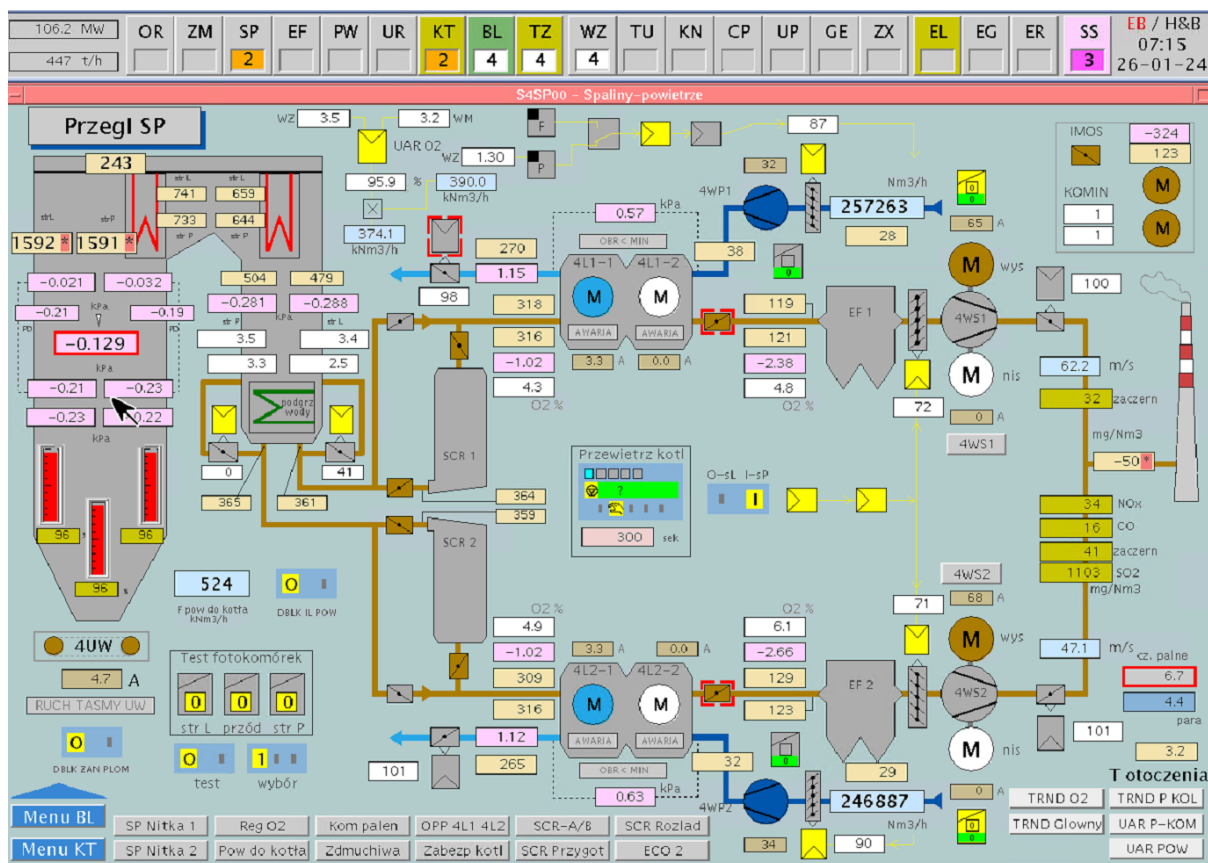 106.2 MW
447 t/h
OR ZM SP EF PW UR KT BL TZ WZ TU KN CP UP GE ZX EL EG ER SS
2 2 4 4 4 3
EB / H&B
07:15
26-01-24
S4SP00 - Spaliny-powietrze
Przegl SP
243
str L 741 659
733 644
str P str L
strL strP
1592 * 1591 *
-0.021 -0.032
kPa
-0.21 -0.19
PD PD
-0.129
kPa
-0.21 -0.23
-0.23 -0.22
kPa
96 96
96
504 479
-0.281 -0.288
kPa
str P str L
3.5 3.4
3.3 2.5
podgrz
wody
0 41
365 361
WZ 3.5 3.2 WM
UAR O2
WZ 1.30
95.9 % 390.0
kNm3/h
374.1
kNm3/h
F
P
87
270
1.15
98
318
316
-1.02
4.3
O2 %
0.57 kPa
OBR < MIN
4L1-1 4L1-2
M M
AWARIA AWARIA
3.3 A 0.0 A
38
4WP1
32
Nm3/h
257263
28
0
0
65 A
119
121
-2.38
4.8
O2 %
EF 1
M wys
4WS1
M nis
72
0 A
4WS1
IMOS -324
123
KOMIN
1
1
M
M
100
62.2 m/s
32 zaczern
mg/Nm3
-50 *
34 NOx
16 CO
41 zaczern
1103 SO2
mg/Nm3
SCR 1
364
359
SCR 2
Przewietrz kotl
?
300 sek
O-sL I-sP
I
524
F pow do kotła
kNm3/h
O
DBLK IL POW
4UW
4.7 A
RUCH TASMY UW
O
DBLK ZAN PLOM
Test fotokomórek
0 0 0
str L przód str P
O 1
test wybór
O2 %
4.9
-1.02
309
316
1.12
265
101
3.3 A 0.0 A
4L2-1 4L2-2
M M
AWARIA AWARIA
OBR < MIN
0.63 kPa
32
4WP2
34
O2 %
6.1
-2.66
129
123
EF 2
0
29
246887
Nm3/h
90
71
4WS2
68 A
M wys
4WS2
M nis
0 A
0
47.1 m/s
101
cz. palne
6.7
4.4
para
3.2
T otoczenia
TRND O2 TRND P KOL
TRND Glowny UAR P-KOM
UAR POW
Menu BL
Menu KT
SP Nitka 1 Reg O2 Kom palen OPP 4L1 4L2 SCR-A/B SCR Rozlad
SP Nitka 2 Pow do kotła Zdmuchiwa Zabezp kotl SCR Przygot ECO 2